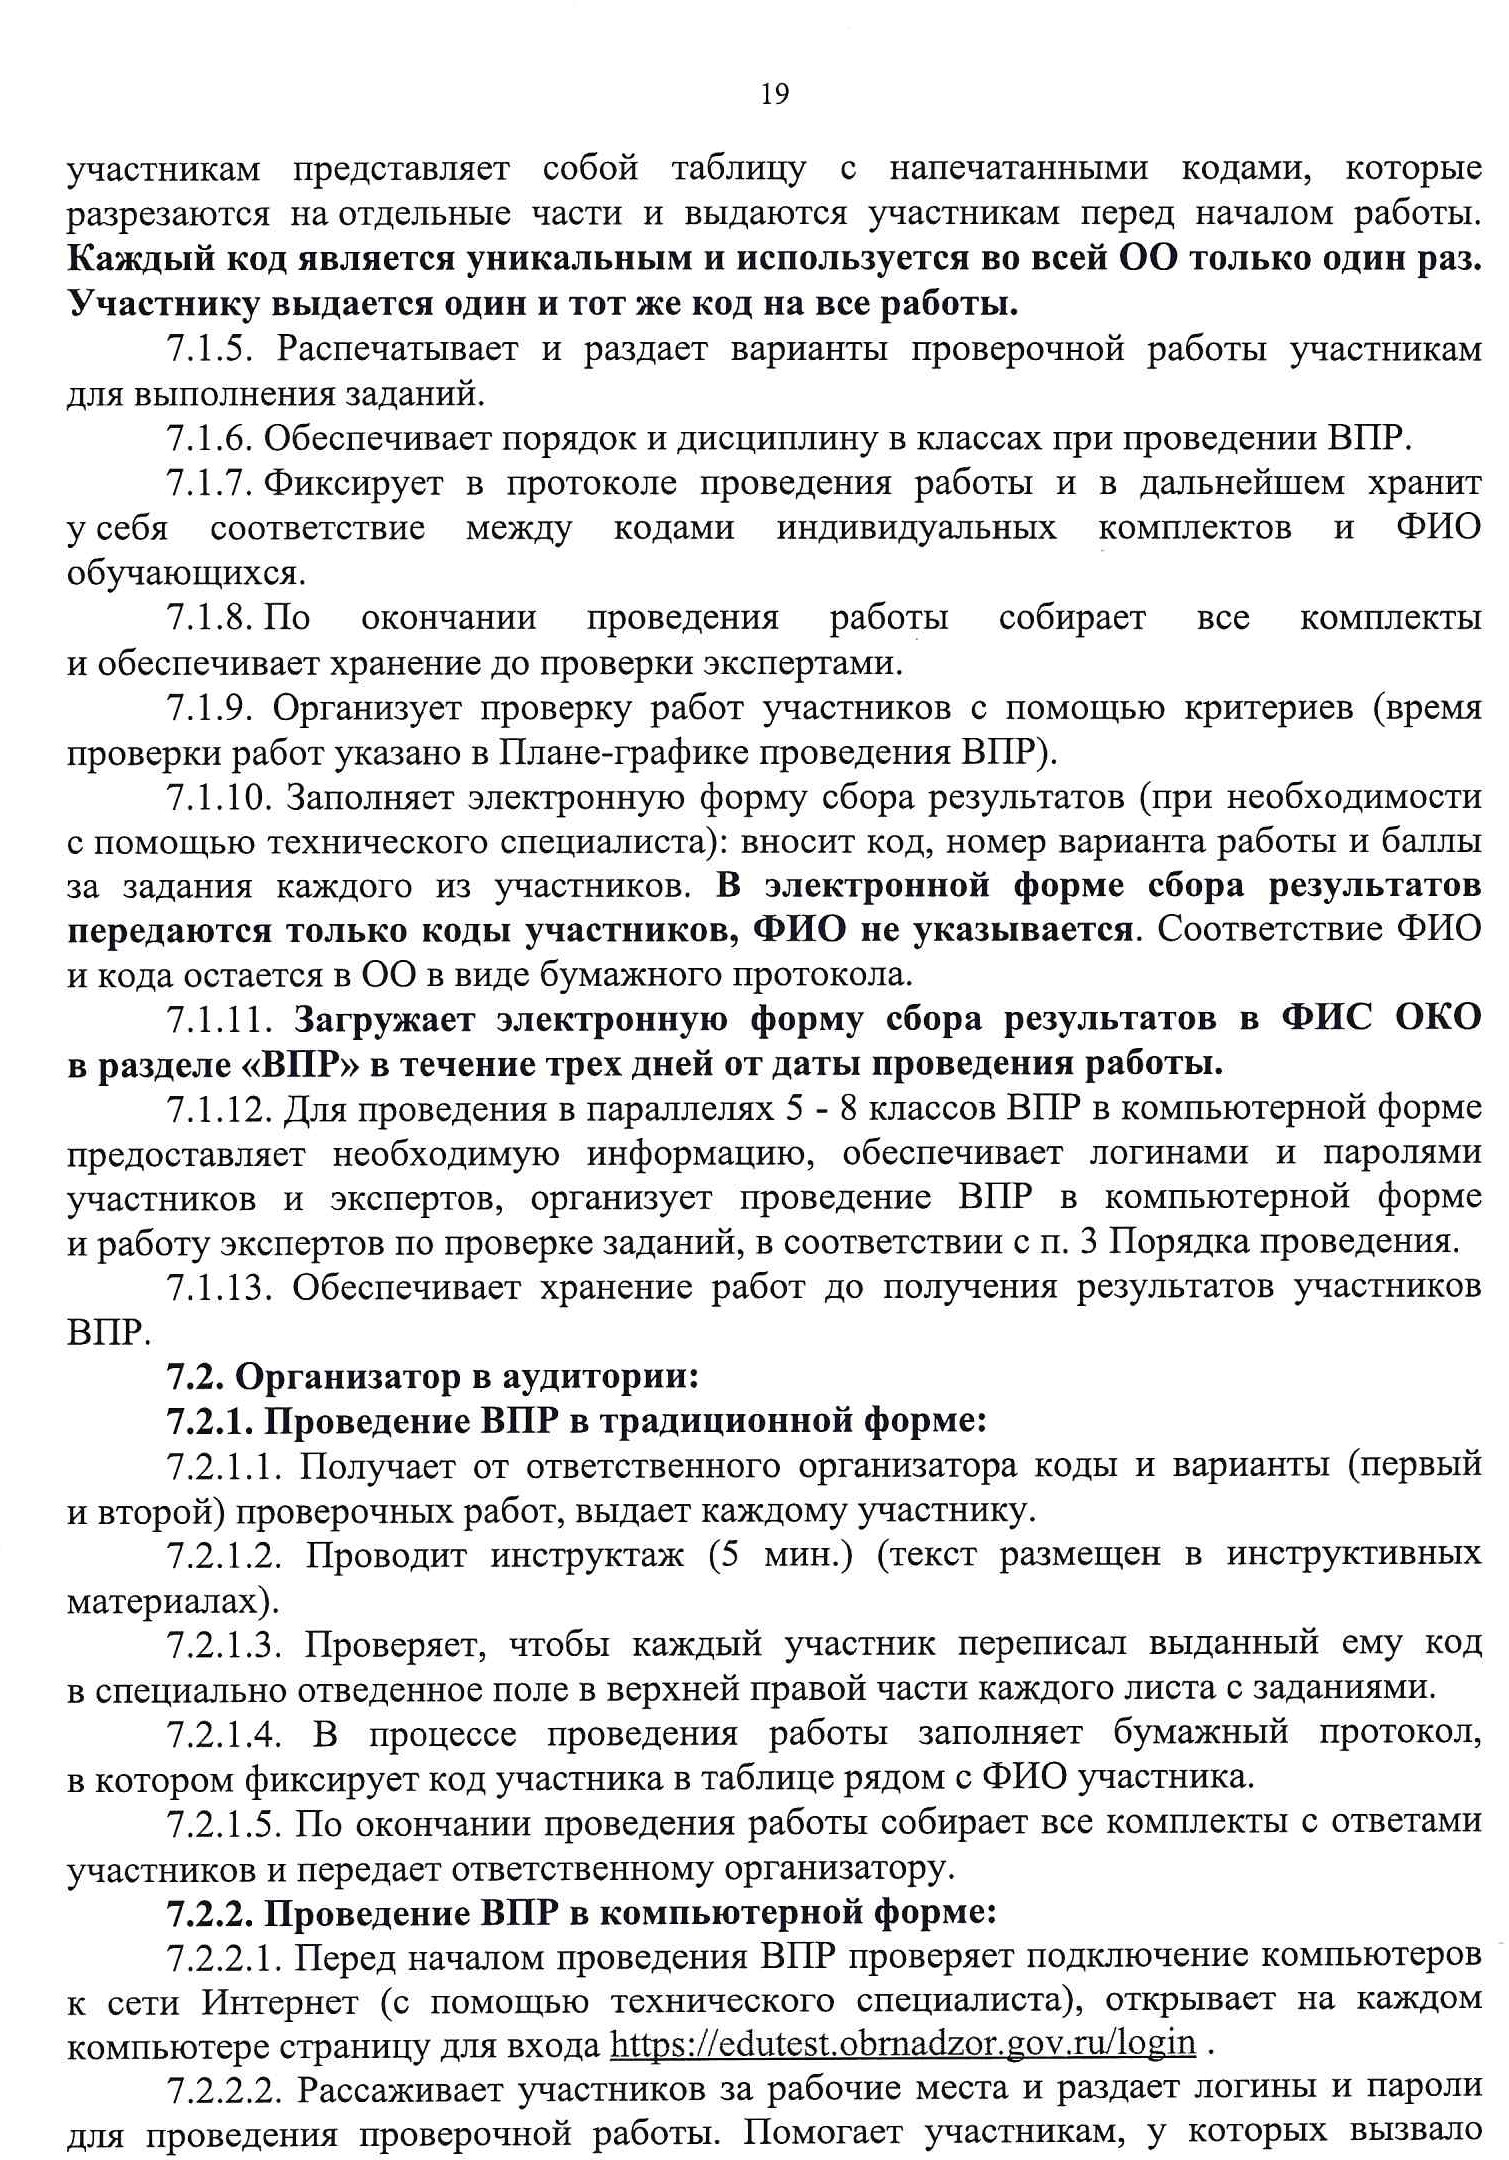 19
участникам представляет собой таблицу с напечатанными кодами, которые
разрезаются на отдельные части и выдаются участникам перед началом работы.
Каждый код является уникальным и используется во всей ОО только один раз.
Участнику выдается один и тот же код на все работы.
7.1.5. Распечатывает и раздает варианты проверочной работы участникам
для выполнения заданий.
7.1.6. Обеспечивает порядок и дисциплину в классах при проведении ВПР.
7.1.7. Фиксирует в протоколе проведения работы и в дальнейшем хранит
у себя соответствие между кодами индивидуальных комплектов и ФИО
обучающихся.
7.1.8. По окончании проведения работы собирает все комплекты
и обеспечивает хранение до проверки экспертами.
7.1.9. Организует проверку работ участников с помощью критериев (время
проверки работ указано в Плане-графике проведения ВПР).
7.1.10. Заполняет электронную форму сбора результатов (при необходимости
с помощью технического специалиста): вносит код, номер варианта работы и баллы
за задания каждого из участников. В электронной форме сбора результатов
передаются только коды участников, ФИО не указывается. Соответствие ФИО
и кода остается в ОО в виде бумажного протокола.
7.1.11. Загружает электронную форму сбора результатов в ФИС ОКО
в разделе «ВПР» в течение трех дней от даты проведения работы.
7.1.12. Для проведения в параллелях 5 - 8 классов ВПР в компьютерной форме
предоставляет необходимую информацию, обеспечивает логинами и паролями
участников и экспертов, организует проведение ВПР в компьютерной форме
и работу экспертов по проверке заданий, в соответствии с п. 3 Порядка проведения.
7.1.13. Обеспечивает хранение работ до получения результатов участников
ВПР.
7.2. Организатор в аудитории:
7.2.1. Проведение ВПР в традиционной форме:
7.2.1.1. Получает от ответственного организатора коды и варианты (первый
и второй) проверочных работ, выдает каждому участнику.
7.2.1.2. Проводит инструктаж (5 мин.) (текст размещен в инструктивных
материалах).
7.2.1.3. Проверяет, чтобы каждый участник переписал выданный ему код
в специально отведенное поле в верхней правой части каждого листа с заданиями.
7.2.1.4. В процессе проведения работы заполняет бумажный протокол,
в котором фиксирует код участника в таблице рядом с ФИО участника.
7.2.1.5. По окончании проведения работы собирает все комплекты с ответами
участников и передает ответственному организатору.
7.2.2. Проведение ВПР в компьютерной форме:
7.2.2.1. Перед началом проведения ВПР проверяет подключение компьютеров
к сети Интернет (с помощью технического специалиста), открывает на каждом
компьютере страницу для входа https://edutest.obrnadzor.gov.ru/login .
7.2.2.2. Рассаживает участников за рабочие места и раздает логины и пароли
для проведения проверочной работы. Помогает участникам, у которых вызвало